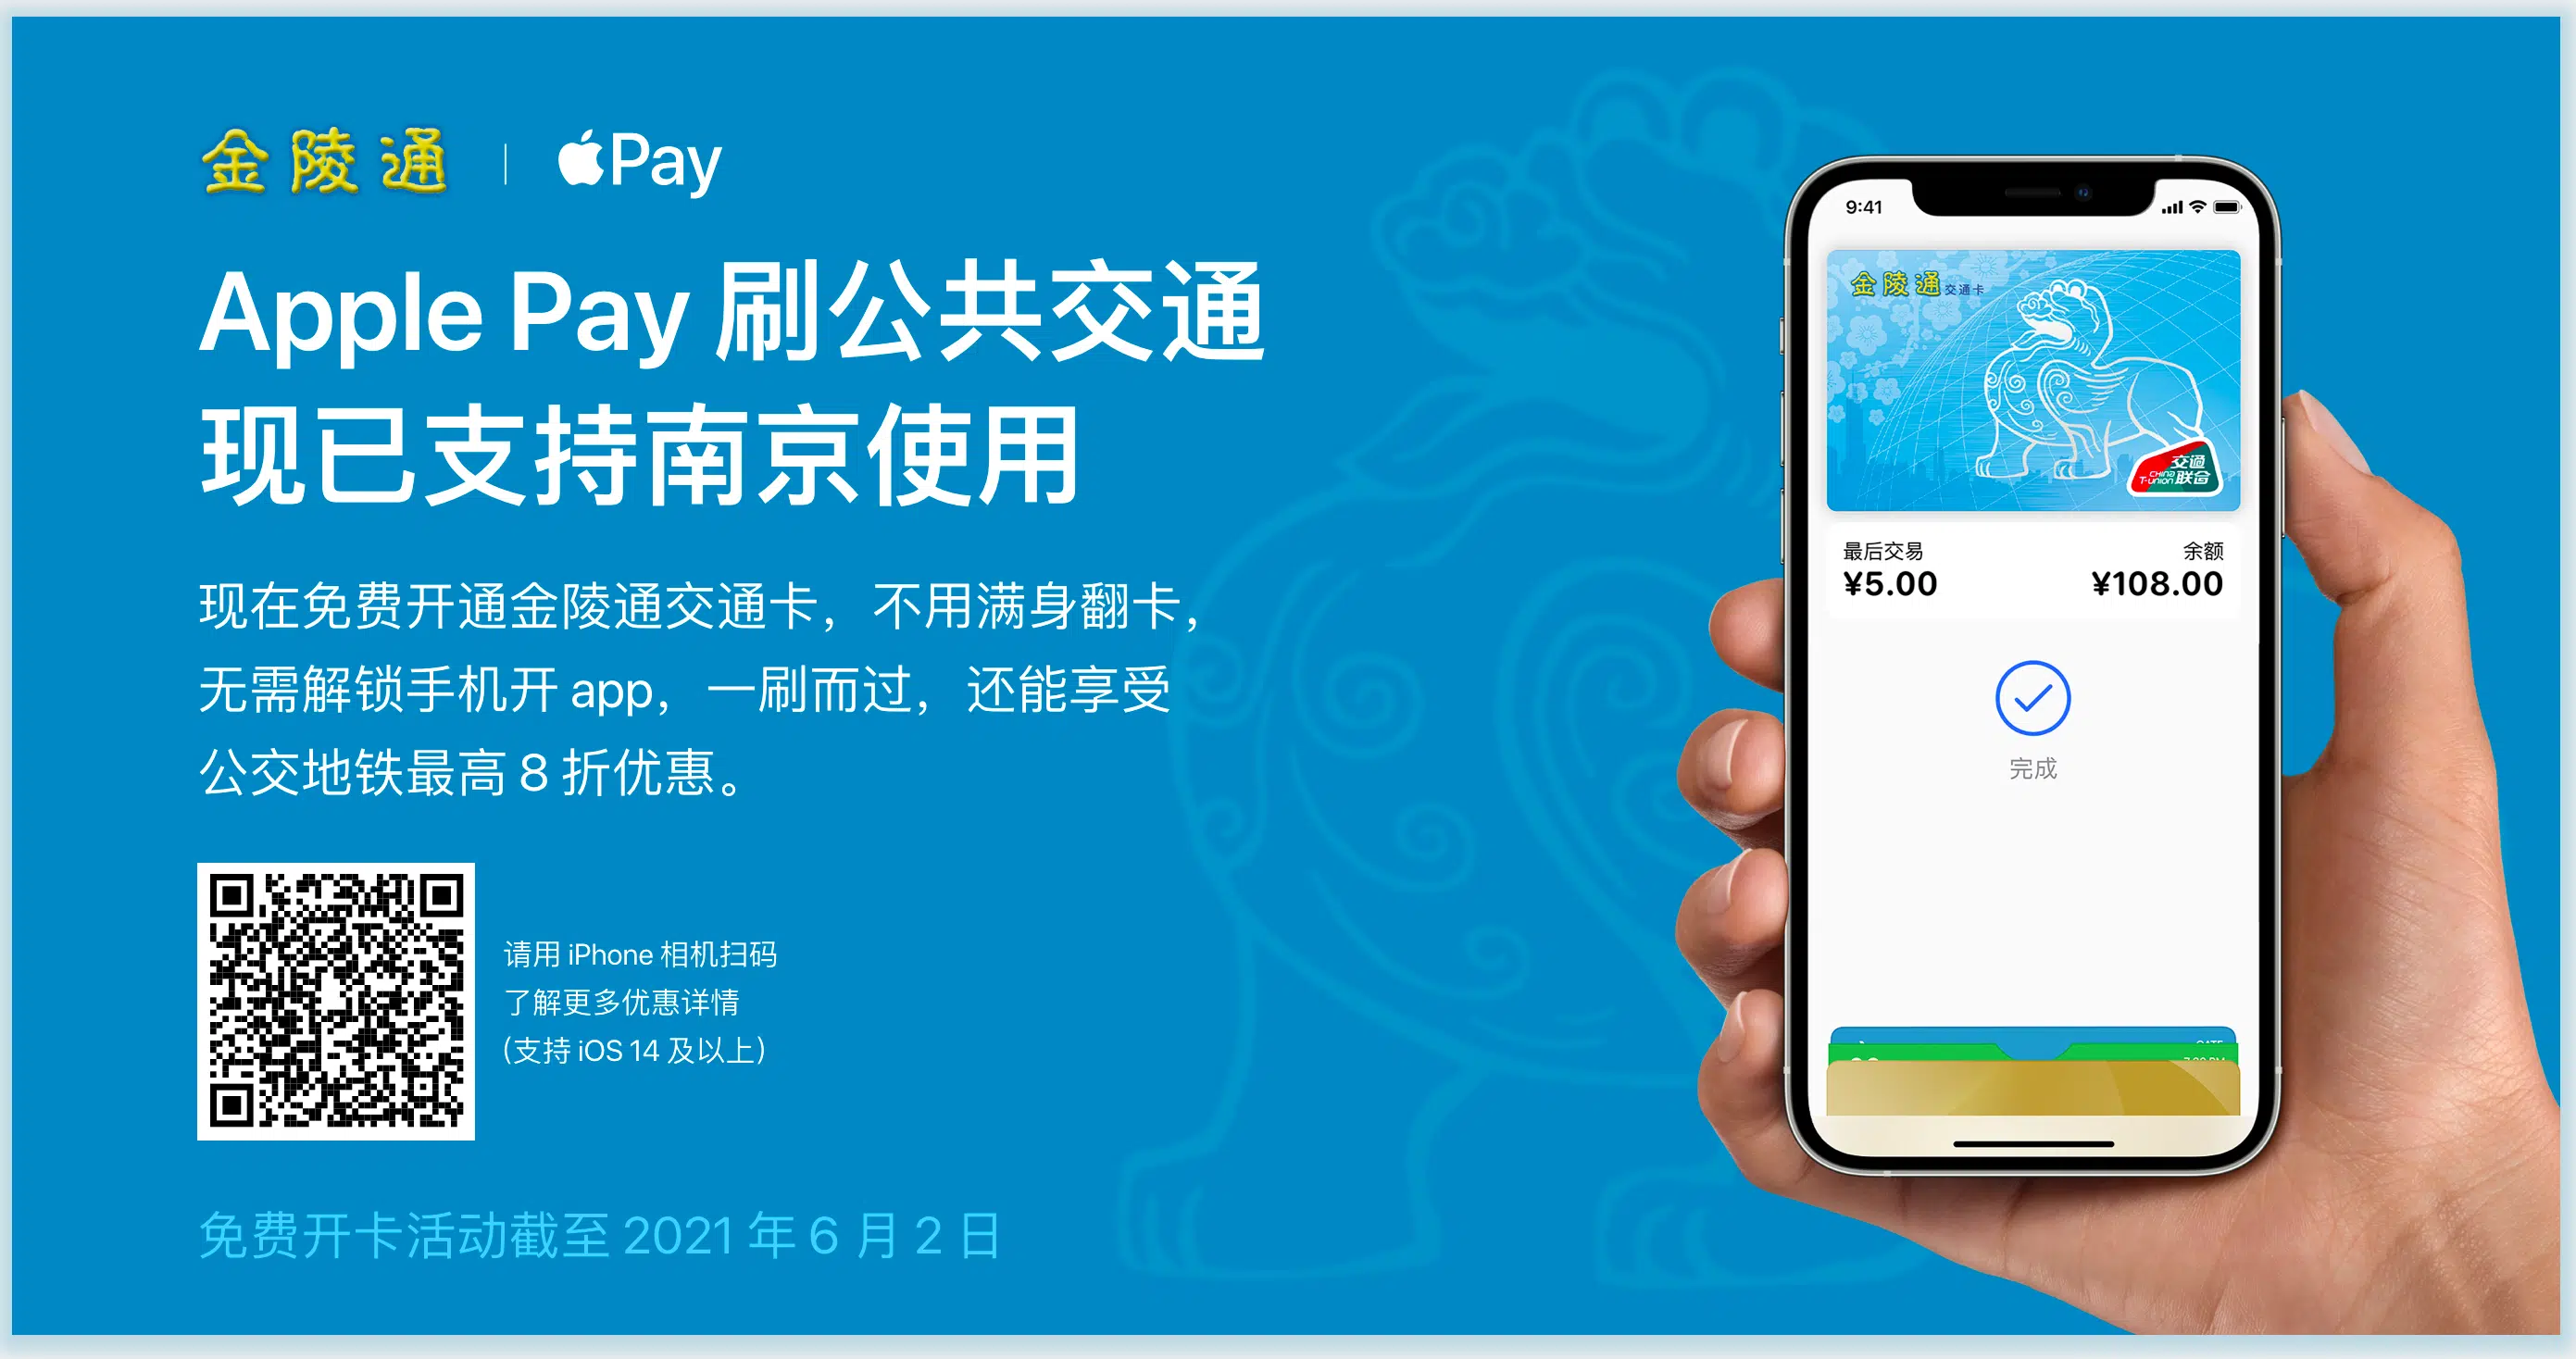 金陵通 | Pay
Apple Pay 刷公共交通
现已支持南京使用
现在免费开通金陵通交通卡，不用满身翻卡，
无需解锁手机开 app，一刷而过，还能享受
公交地铁最高 8 折优惠。
请用 iPhone 相机扫码
了解更多优惠详情
(支持 iOS 14 及以上)
免费开卡活动截至 2021 年 6 月 2 日
9:41
金陵通交通卡
交通
CHINA
T-union 联合
最后交易 余额
¥5.00 ¥108.00
完成